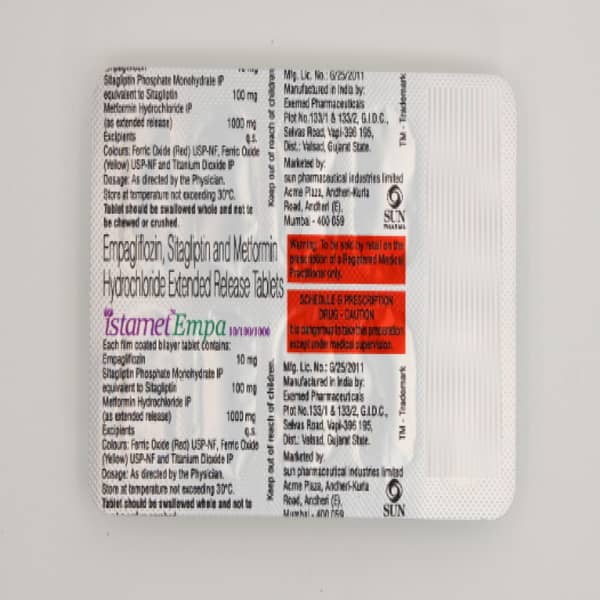 Sitagliptin Phosphate Monohydrate IP
equivalent to Sitagliptin 100 mg
Metformin Hydrochloride IP
(as extended release) 1000 mg
Excipients q.s.
Colours: Ferric Oxide (Red) USP-NF, Ferric Oxide
(Yellow) USP-NF and Titanium Dioxide IP
Dosage: As directed by the Physician.
Store at temperature not exceeding 30°C.
Tablet should be swallowed whole and not to
be chewed or crushed.
Empagliflozin, Sitagliptin and Metformin
Hydrochloride Extended Release Tablets
istamet Empa 10/100/1000
Each film coated bilayer tablet contains:
Empagliflozin 10 mg
Sitagliptin Phosphate Monohydrate IP
equivalent to Sitagliptin 100 mg
Metformin Hydrochloride IP
(as extended release) 1000 mg
Excipients q.s.
Colours: Ferric Oxide (Red) USP-NF, Ferric Oxide
(Yellow) USP-NF and Titanium Dioxide IP
Dosage: As directed by the Physician.
Store at temperature not exceeding 30°C.
Tablet should be swallowed whole and not to
Keep out of reach of children.
Keep out of reach of children.
Mfg. Lic. No.: G/25/2011
Manufactured in India by:
Exemed Pharmaceuticals
Plot No.133/1 & 133/2, G.I.D.C.,
Selvas Road, Vapi-396 195,
Dist.: Valsad, Gujarat State.
Marketed by:
sun pharmaceutical industries limited
Acme Plaza, Andheri-Kurla
Road, Andheri (E),
Mumbai - 400 059
TM - Trademark
SUN
PHARMA
Warning: To be sold by retail on the
prescription of a Registered Medical
Practitioner only.
SCHEDULE G PRESCRIPTION
DRUG - CAUTION
It is dangerous to take this preparation
except under medical supervision.
Mfg. Lic. No.: G/25/2011
Manufactured in India by:
Exemed Pharmaceuticals
Plot No.133/1 & 133/2, G.I.D.C.,
Selvas Road, Vapi-396 195,
Dist.: Valsad, Gujarat State.
Marketed by:
sun pharmaceutical industries limited
Acme Plaza, Andheri-Kurla
Road, Andheri (E),
Mumbai - 400 059
TM - Trademark
SUN